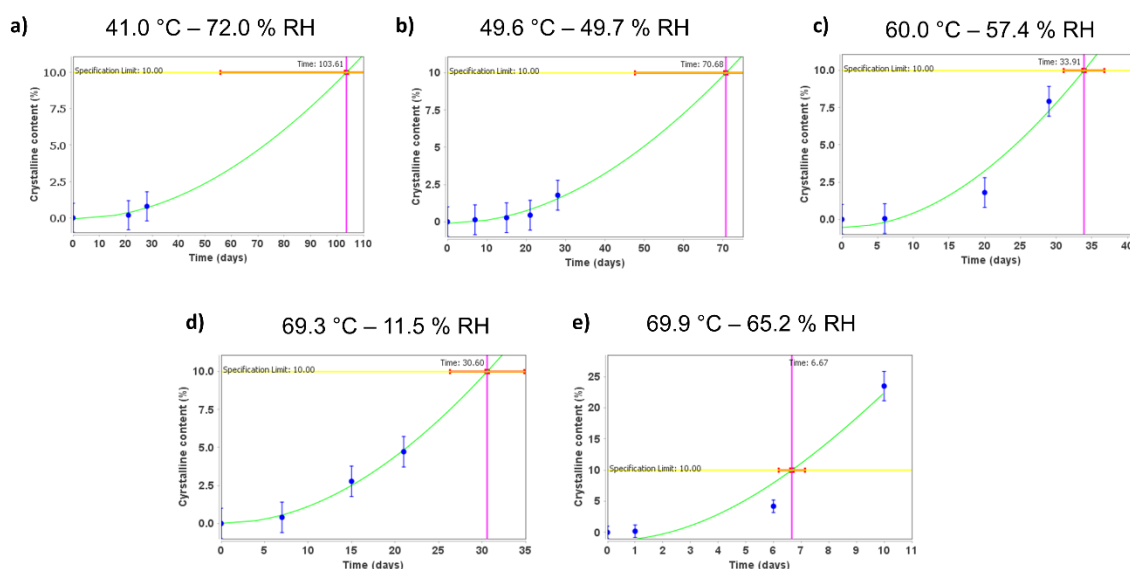 a) 41.0 °C – 72.0 % RH
Time: 103.61
Specification Limit: 10.00
10.0
7.5
5.0
2.5
0.0
Crystalline content (%)
0 10 20 30 40 50 60 70 80 90 100 110
Time (days)
b) 49.6 °C – 49.7 % RH
Time: 70.68
Specification Limit: 10.00
10
7.5
5
2.5
0
Crystalline content (%)
0 10 20 30 40 50 60 70
Time (days)
c) 60.0 °C – 57.4 % RH
Time: 33.91
Specification Limit: 10.00
10.0
7.5
5.0
2.5
0.0
Crystalline content (%)
0 5 10 15 20 25 30 35 40
Time (days)
d) 69.3 °C – 11.5 % RH
Time: 30.60
Specification Limit: 10.00
10.0
7.5
5.0
2.5
0.0
Cyrstalline content (%)
0 5 10 15 20 25 30 35
Time (days)
e) 69.9 °C – 65.2 % RH
Time: 6.67
25
20
15
10
5
0
Specification Limit: 10.00
Crystalline content (%)
0 1 2 3 4 5 6 7 8 9 10 11
Time (days)